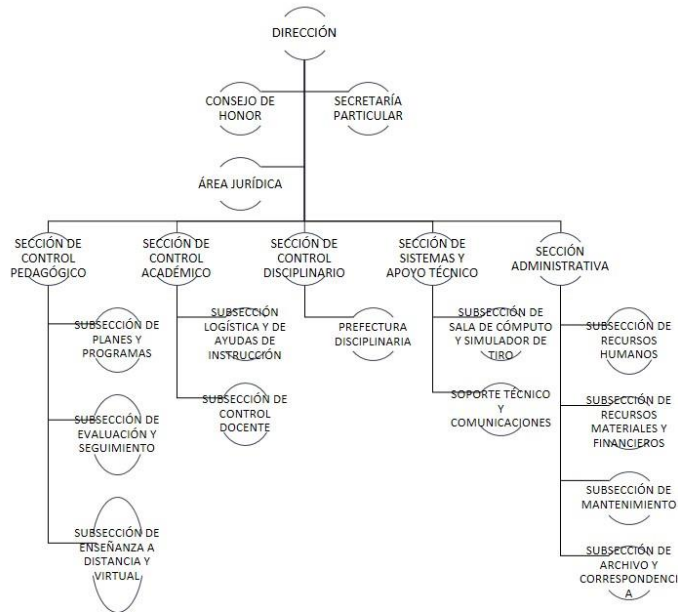 DIRECCIÓN
CONSEJO DE
HONOR
SECRETARÍA
PARTICULAR
ÁREA JURÍDICA
SECCIÓN DE
CONTROL
PEDAGÓGICO
SECCIÓN DE
CONTROL
ACADÉMICO
SECCIÓN DE
CONTROL
DISCIPLINARIO
SECCIÓN DE
SISTEMAS Y
APOYO TÉCNICO
SECCIÓN
ADMINISTRATIVA
SUBSECCIÓN DE
PLANES Y
PROGRAMAS
SUBSECCIÓN DE
EVALUACIÓN Y
SEGUIMIENTO
SUBSECCIÓN DE
ENSEÑANZA A
DISTANCIA Y
VIRTUAL
SUBSECCIÓN
LOGÍSTICA Y DE
AYUDAS DE
INSTRUCCIÓN
SUBSECCIÓN DE
CONTROL
DOCENTE
PREFECTURA
DISCIPLINARIA
SUBSECCIÓN DE
SALA DE CÓMPUTO
Y SIMULADOR DE
TIRO
SOPORTE TÉCNICO
Y
COMUNICACIONES
SUBSECCIÓN DE
RECURSOS
HUMANOS
SUBSECCIÓN DE
RECURSOS
MATERIALES Y
FINANCIEROS
SUBSECCIÓN DE
MANTENIMIENTO
SUBSECCIÓN DE
ARCHIVO Y
CORRESPONDENCI
A